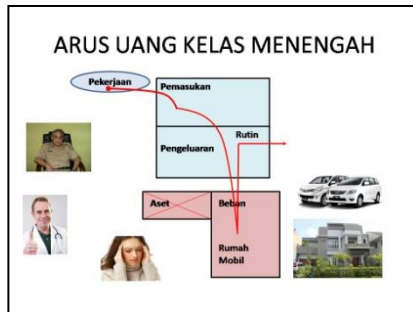 ARUS UANG KELAS MENENGAH
Pekerjaan
Pemasukan
Pengeluaran
Rutin
Aset
Beban
Rumah
Mobil